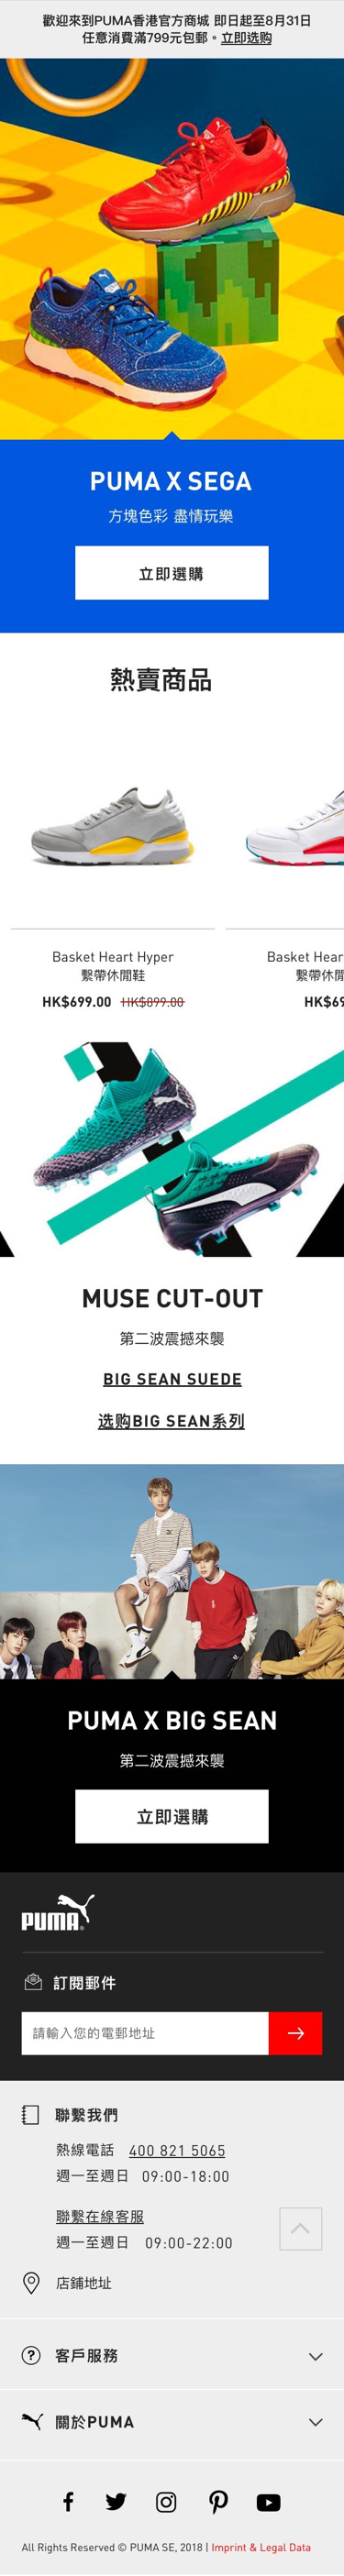 歡迎來到PUMA香港官方商城 即日起至8月31日
任意消費滿799元包郵。立即选购
PUMA X SEGA
方塊色彩 盡情玩樂
立即選購
熱賣商品
Basket Heart Hyper
繫帶休閒鞋
HK$699.00 HK$899.00
Basket Hear
繫帶休閒
HK$69
MUSE CUT-OUT
第二波震撼來襲
BIG SEAN SUEDE
选购BIG SEAN系列
PUMA X BIG SEAN
第二波震撼來襲
立即選購
PUMA
訂閱郵件
請輸入您的電郵地址
聯繫我們
熱線電話 400 821 5065
週一至週日 09:00-18:00
聯繫在線客服
週一至週日 09:00-22:00
店鋪地址
客戶服務
關於PUMA
All Rights Reserved © PUMA SE, 2018 | Imprint & Legal Data